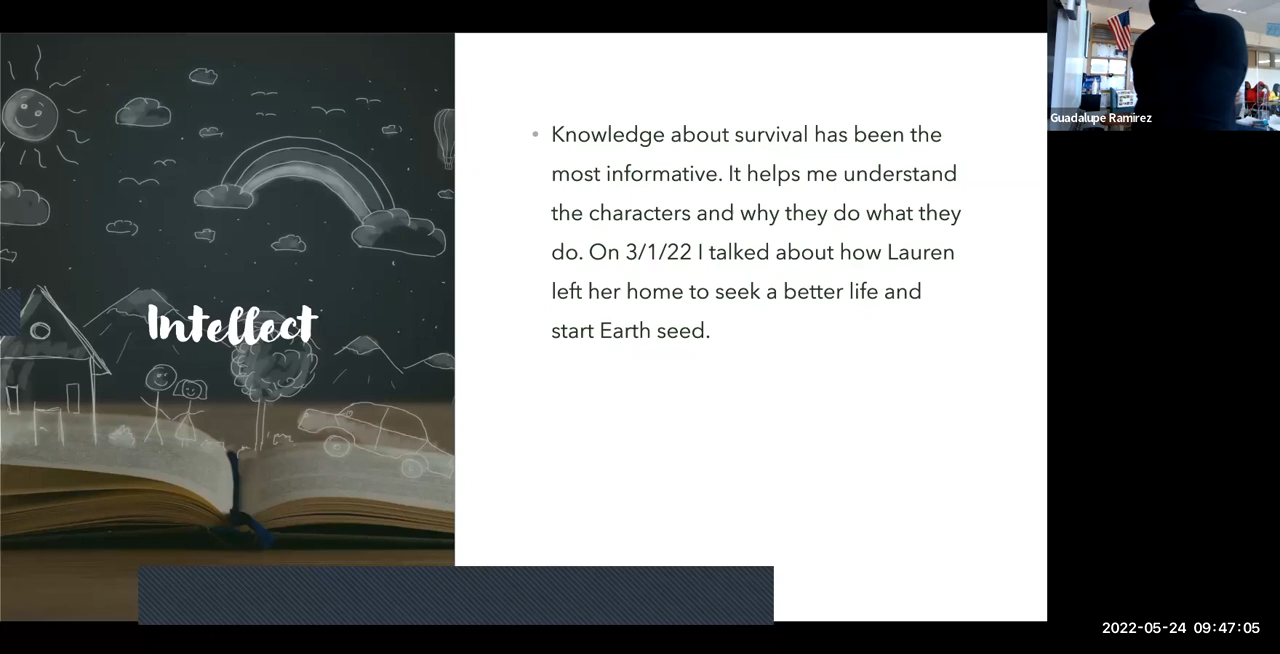 Intellect
• Knowledge about survival has been the
most informative. It helps me understand
the characters and why they do what they
do. On 3/1/22 I talked about how Lauren
left her home to seek a better life and
start Earth seed.
Guadalupe Ramirez
2022-05-24 09:47:05